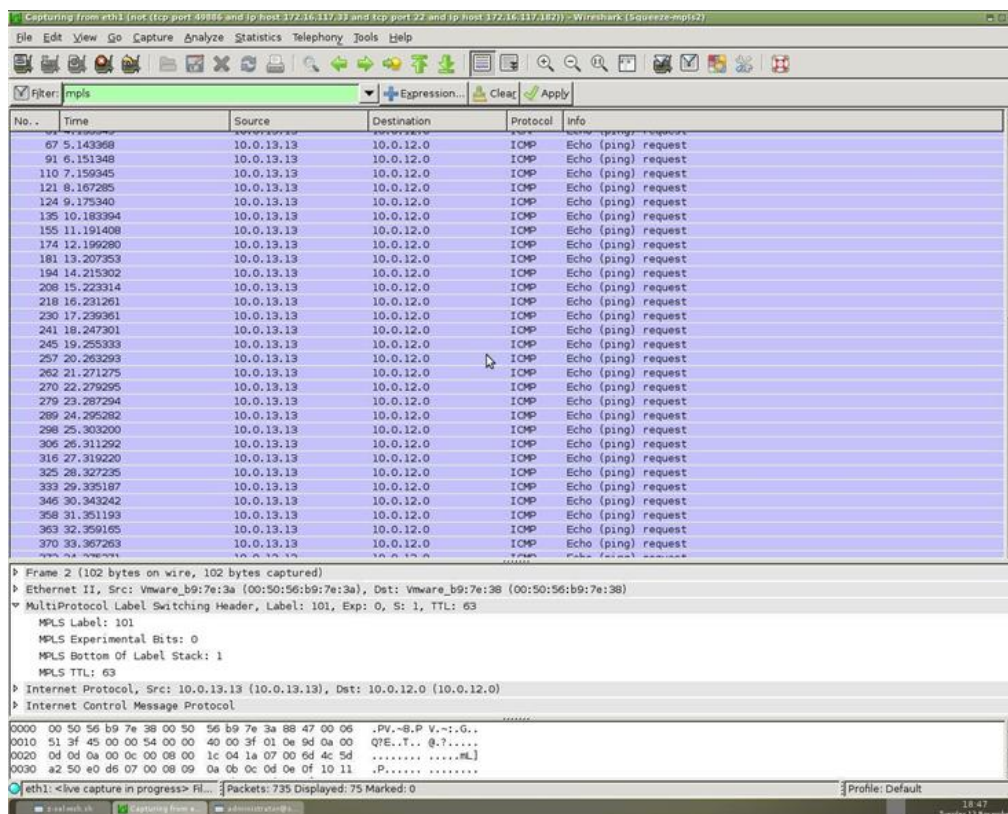 Capturing from eth1 (not (tcp port 49886 and ip host 172.16.117.33 and tcp port 22 and ip host 172.16.117.182)) - Wireshark (Squeeze-mpls2)
File Edit View Go Capture Analyze Statistics Telephony Tools Help
Filter: mpls Expression... Clear Apply
No. . Time Source Destination Protocol Info
67 5.143368 10.0.13.13 10.0.12.0 ICMP Echo (ping) request
91 6.151348 10.0.13.13 10.0.12.0 ICMP Echo (ping) request
110 7.159345 10.0.13.13 10.0.12.0 ICMP Echo (ping) request
121 8.167285 10.0.13.13 10.0.12.0 ICMP Echo (ping) request
124 9.175340 10.0.13.13 10.0.12.0 ICMP Echo (ping) request
135 10.183394 10.0.13.13 10.0.12.0 ICMP Echo (ping) request
155 11.191408 10.0.13.13 10.0.12.0 ICMP Echo (ping) request
174 12.199280 10.0.13.13 10.0.12.0 ICMP Echo (ping) request
181 13.207353 10.0.13.13 10.0.12.0 ICMP Echo (ping) request
194 14.215302 10.0.13.13 10.0.12.0 ICMP Echo (ping) request
208 15.223314 10.0.13.13 10.0.12.0 ICMP Echo (ping) request
218 16.231261 10.0.13.13 10.0.12.0 ICMP Echo (ping) request
230 17.239361 10.0.13.13 10.0.12.0 ICMP Echo (ping) request
241 18.247301 10.0.13.13 10.0.12.0 ICMP Echo (ping) request
245 19.255333 10.0.13.13 10.0.12.0 ICMP Echo (ping) request
257 20.263293 10.0.13.13 10.0.12.0 ICMP Echo (ping) request
262 21.271275 10.0.13.13 10.0.12.0 ICMP Echo (ping) request
270 22.279295 10.0.13.13 10.0.12.0 ICMP Echo (ping) request
279 23.287294 10.0.13.13 10.0.12.0 ICMP Echo (ping) request
289 24.295282 10.0.13.13 10.0.12.0 ICMP Echo (ping) request
298 25.303200 10.0.13.13 10.0.12.0 ICMP Echo (ping) request
306 26.311292 10.0.13.13 10.0.12.0 ICMP Echo (ping) request
316 27.319220 10.0.13.13 10.0.12.0 ICMP Echo (ping) request
325 28.327235 10.0.13.13 10.0.12.0 ICMP Echo (ping) request
333 29.335187 10.0.13.13 10.0.12.0 ICMP Echo (ping) request
346 30.343242 10.0.13.13 10.0.12.0 ICMP Echo (ping) request
358 31.351193 10.0.13.13 10.0.12.0 ICMP Echo (ping) request
363 32.359165 10.0.13.13 10.0.12.0 ICMP Echo (ping) request
370 33.367263 10.0.13.13 10.0.12.0 ICMP Echo (ping) request
Frame 2 (102 bytes on wire, 102 bytes captured)
Ethernet II, Src: Vmware_b9:7e:3a (00:50:56:b9:7e:3a), Dst: Vmware_b9:7e:38 (00:50:56:b9:7e:38)
MultiProtocol Label Switching Header, Label: 101, Exp: 0, S: 1, TTL: 63
MPLS Label: 101
MPLS Experimental Bits: 0
MPLS Bottom Of Label Stack: 1
MPLS TTL: 63
Internet Protocol, Src: 10.0.13.13 (10.0.13.13), Dst: 10.0.12.0 (10.0.12.0)
Internet Control Message Protocol
0000 00 50 56 b9 7e 38 00 50 56 b9 7e 3a 88 47 00 06 .PV.~8.P V.~:.G..
0010 51 3f 45 00 00 54 00 00 40 00 3f 01 0e 9d 0a 00 Q?E..T.. @.?.....
0020 0d 0d 0a 00 0c 00 08 00 1c 04 1a 07 00 6d 4c 5d ........ .....mL]
0030 a2 50 e0 d6 07 00 08 09 0a 0b 0c 0d 0e 0f 10 11 .P...... ........
eth1: <live capture in progress> Fil... Packets: 735 Displayed: 75 Marked: 0 Profile: Default
Capturing from e... administrator@s...
18:47